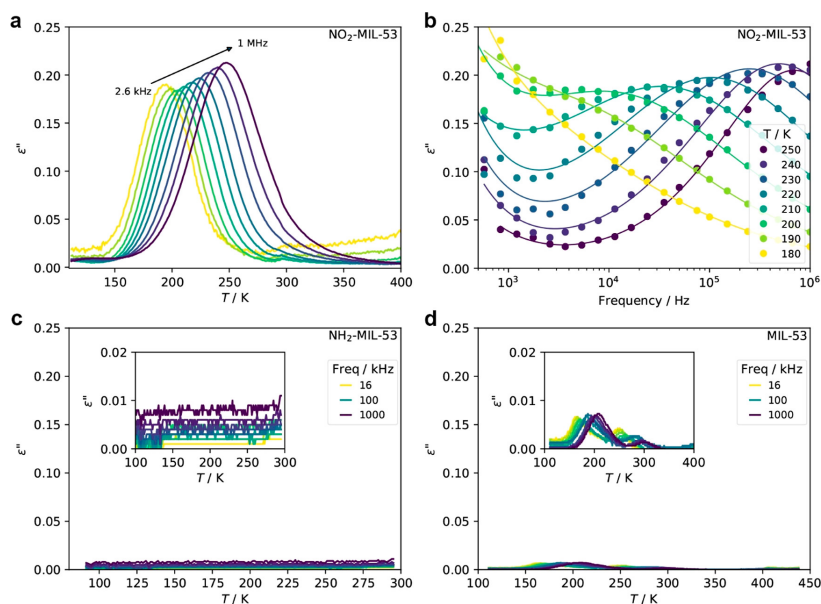 a
NO₂-MIL-53
1 MHz
2.6 kHz
0.25
0.20
0.15
0.10
0.05
0.00
ε''
150 200 250 300 350 400
T / K
b
NO₂-MIL-53
0.25
0.20
0.15
0.10
0.05
0.00
ε''
T / K
250
240
230
220
210
200
190
180
10³ 10⁴ 10⁵ 10⁶
Frequency / Hz
c
NH₂-MIL-53
0.25
0.20
0.15
0.10
0.05
0.00
ε''
Freq / kHz
16
100
1000
0.02
0.01
0.00
ε''
100 150 200 250 300
T / K
100 125 150 175 200 225 250 275 300
T / K
d
MIL-53
0.25
0.20
0.15
0.10
0.05
0.00
ε''
Freq / kHz
16
100
1000
0.02
0.01
0.00
ε''
100 200 300 400
T / K
100 150 200 250 300 350 400 450
T / K